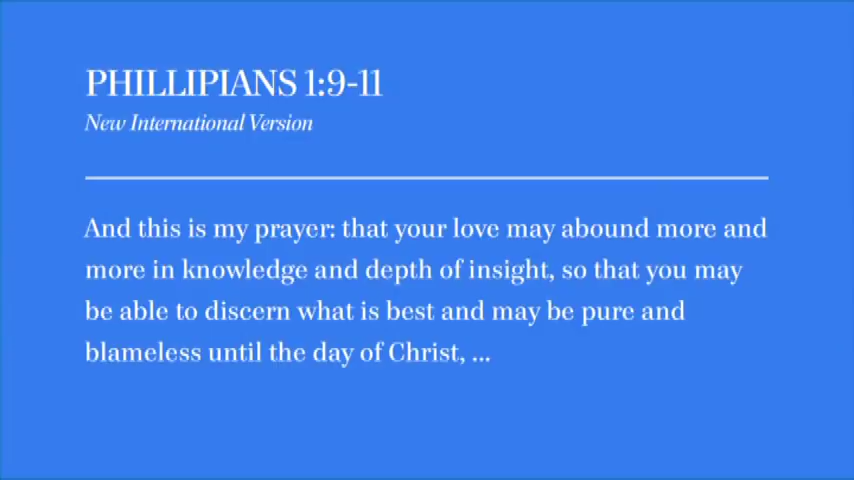 PHILLIPIANS 1:9-11
New International Version
And this is my prayer: that your love may abound more and
more in knowledge and depth of insight, so that you may
be able to discern what is best and may be pure and
blameless until the day of Christ, ...